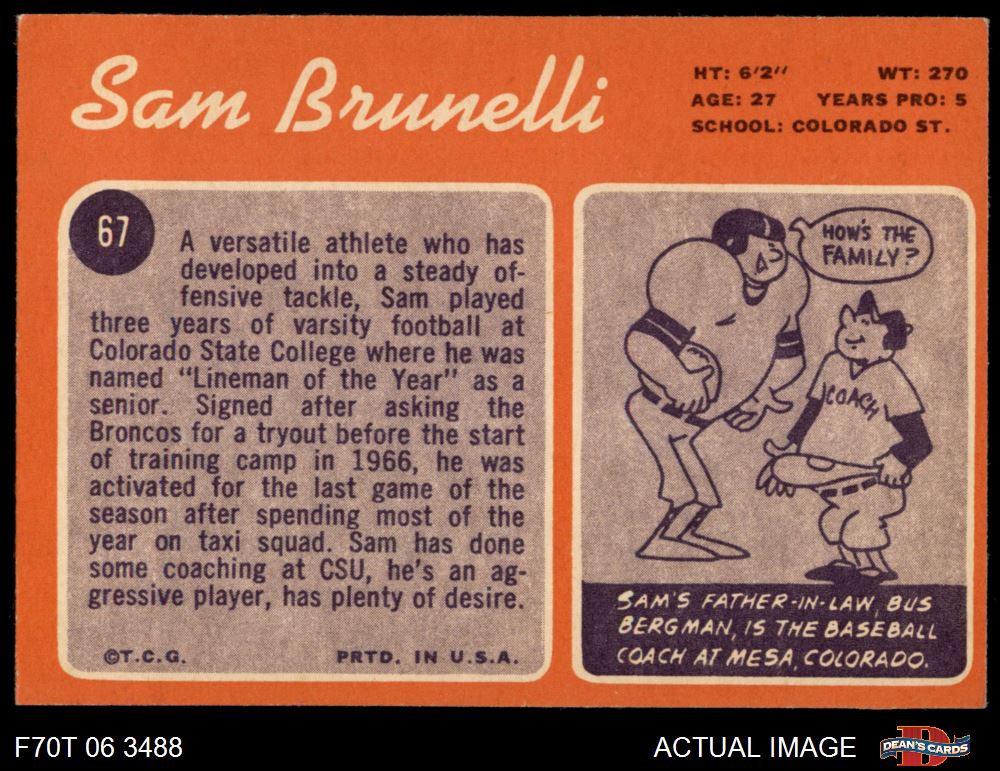 Sam Brunelli
HT: 6'2" WT: 270
AGE: 27 YEARS PRO: 5
SCHOOL: COLORADO ST.
67
A versatile athlete who has
developed into a steady of-
fensive tackle, Sam played
three years of varsity football at
Colorado State College where he was
named "Lineman of the Year" as a
senior. Signed after asking the
Broncos for a tryout before the start
of training camp in 1966, he was
activated for the last game of the
season after spending most of the
year on taxi squad. Sam has done
some coaching at CSU, he's an ag-
gressive player, has plenty of desire.
©T.C.G. PRTD. IN U.S.A.
HOW'S THE
FAMILY?
COACH
SAM'S FATHER-IN-LAW, BUS
BERGMAN, IS THE BASEBALL
COACH AT MESA, COLORADO.
F70T 06 3488
ACTUAL IMAGE
DEAN'S CARDS